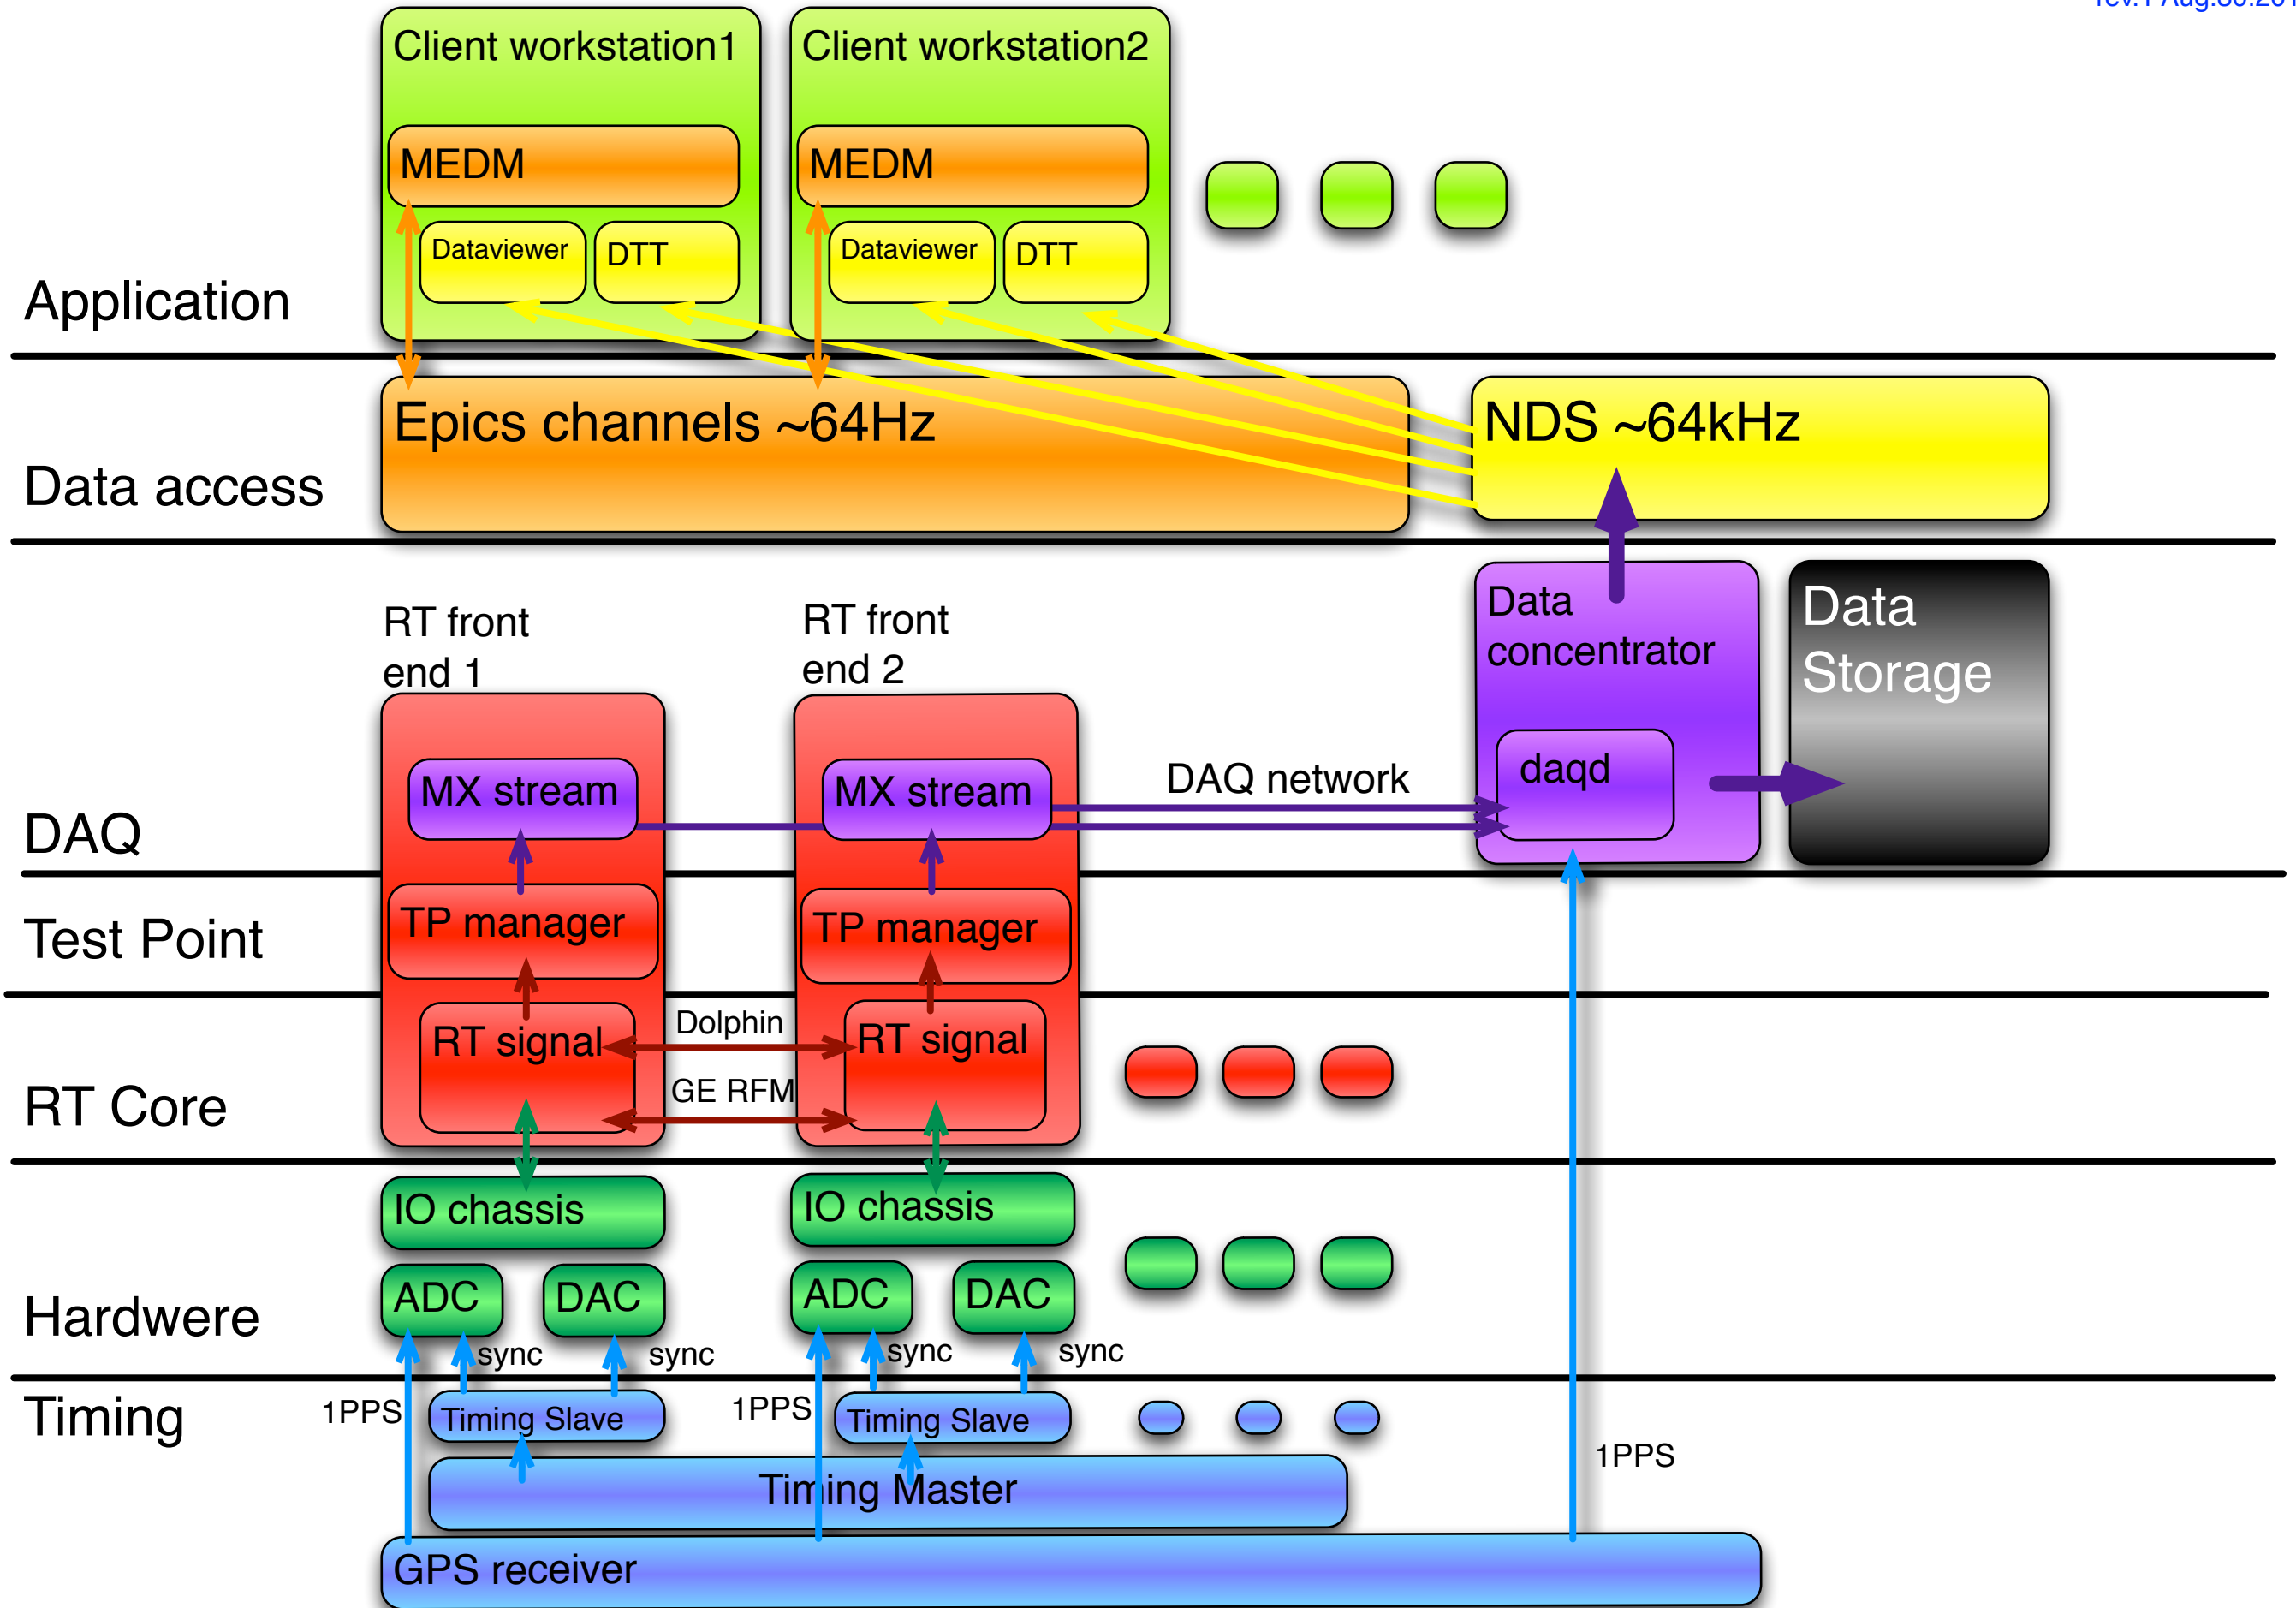 Client workstation1
Client workstation2
MEDM
MEDM
Dataviewer
DTT
Dataviewer
DTT
Application
Epics channels ~64Hz
NDS ~64kHz
Data access
RT front
end 1
RT front
end 2
Data
concentrator
Data
Storage
MX stream
MX stream
DAQ network
daqd
DAQ
TP manager
TP manager
Test Point
RT signal
Dolphin
RT signal
GE RFM
RT Core
IO chassis
IO chassis
ADC
DAC
ADC
DAC
Hardwere
sync
sync
sync
sync
Timing
1PPS
Timing Slave
1PPS
Timing Slave
1PPS
Timing Master
GPS receiver